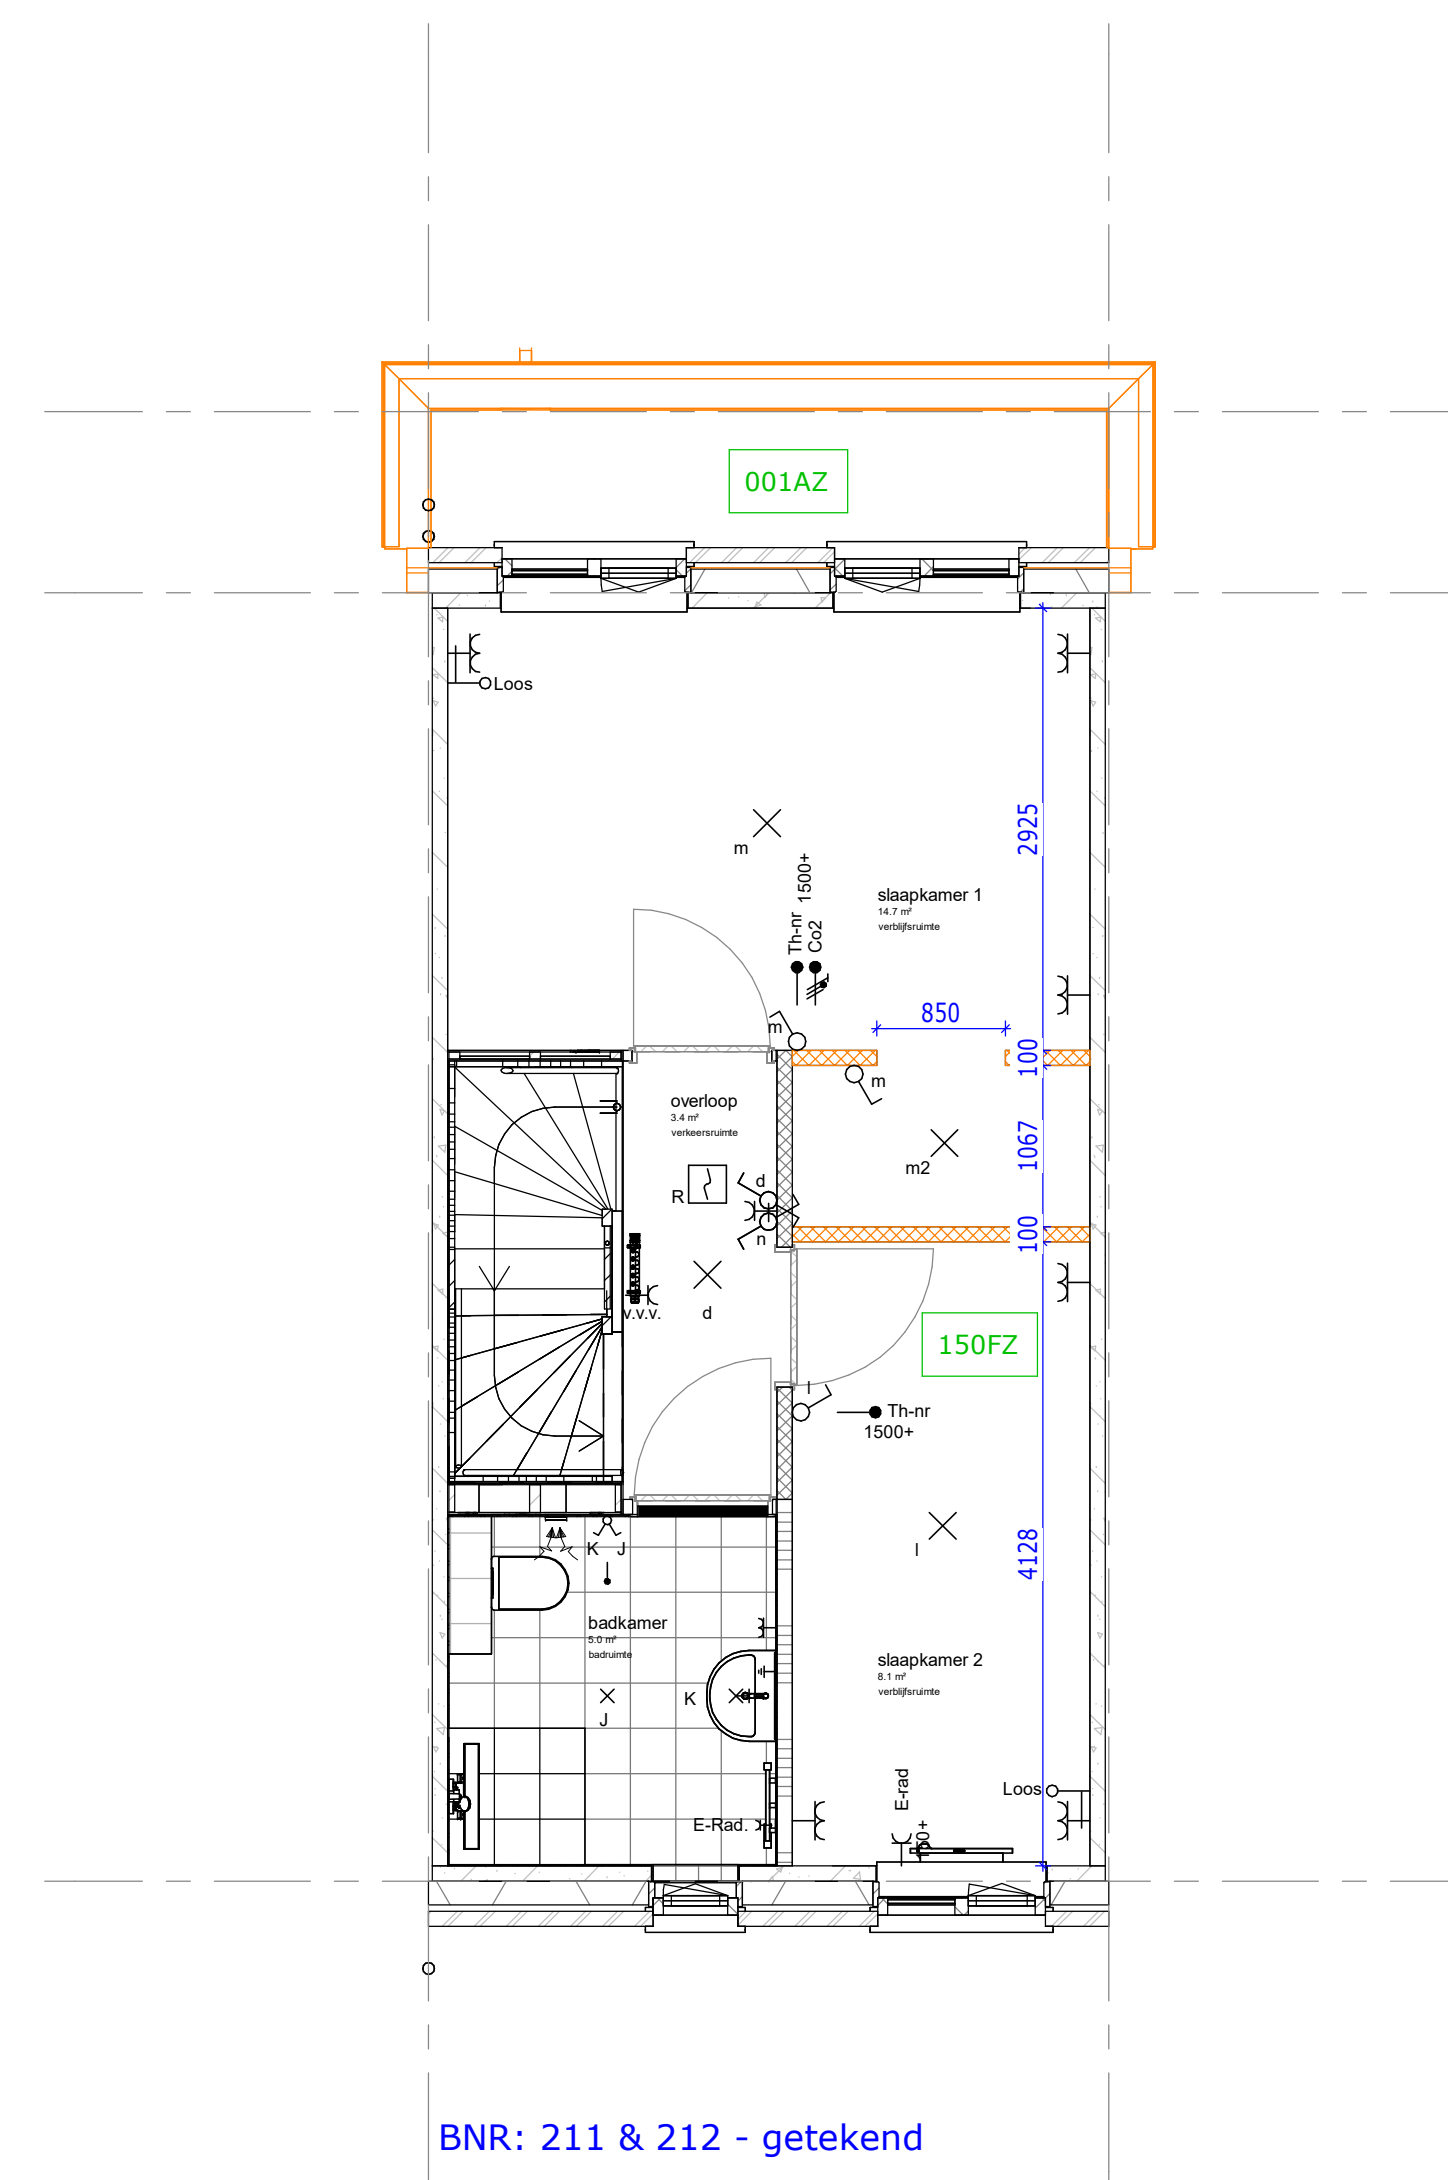 001AZ
Loos
2925
m
1500+
slaapkamer 1
14.7 m²
verblijfsruimte
Th-nr
Co2
850
m
100
m
overloop
3.4 m²
verkeersruimte
1067
m2
d
R
n
100
v.v.v.
d
150FZ
l
Th-nr
1500+
4128
l
K
J
badkamer
5.0 m²
badruimte
slaapkamer 2
8.1 m²
verblijfsruimte
K
J
E-rad
Loos
E-Rad.
BNR: 211 & 212 - getekend